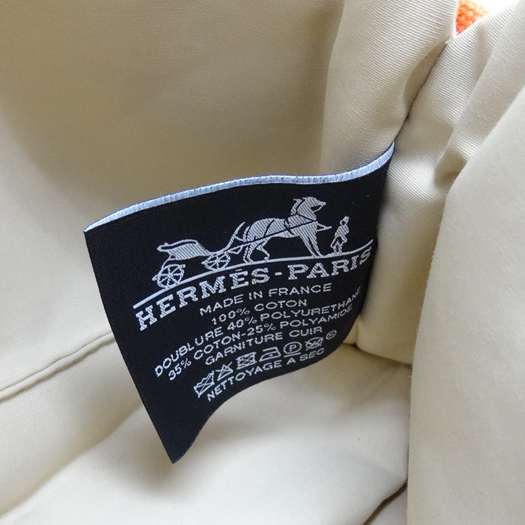 HERMÈS-PARIS
MADE IN FRANCE
100% COTON
DOUBLURE 40% POLYURETHANE
35% COTON-25% POLYAMIDE
GARNITURE CUIR
P
NETTOYAGE A SEC